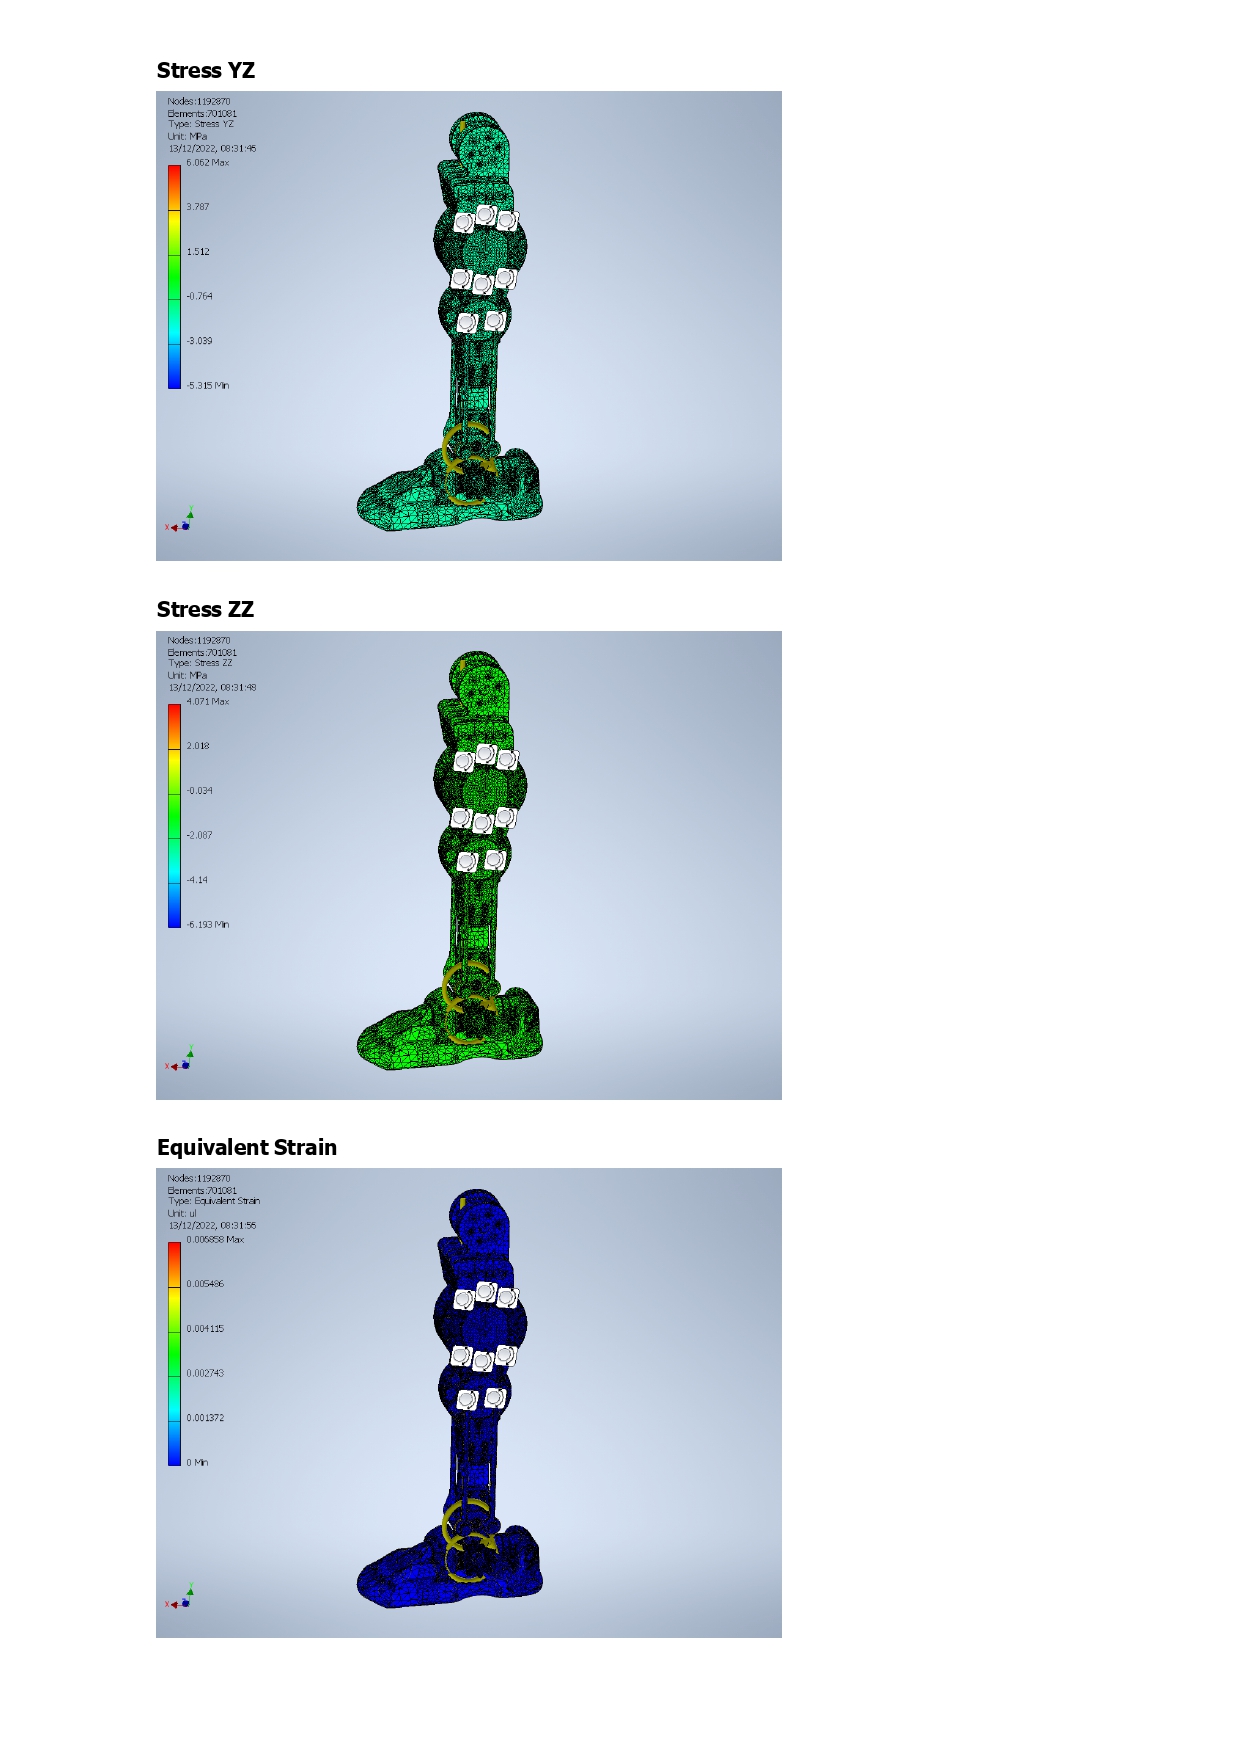 Stress YZ
Nodes:1192870
Elements:701081
Type: Stress YZ
Unit: MPa
13/12/2022, 08:31:45
6.062 Max
3.787
1.512
-0.764
-3.039
-5.315 Min
Y
X
Z
Stress ZZ
Nodes:1192870
Elements:701081
Type: Stress ZZ
Unit: MPa
13/12/2022, 08:31:48
4.071 Max
2.018
-0.034
-2.087
-4.14
-6.193 Min
Y
X
Z
Equivalent Strain
Nodes:1192870
Elements:701081
Type: Equivalent Strain
Unit: ul
13/12/2022, 08:31:56
0.006858 Max
0.005486
0.004115
0.002743
0.001372
0 Min
Y
X
Z